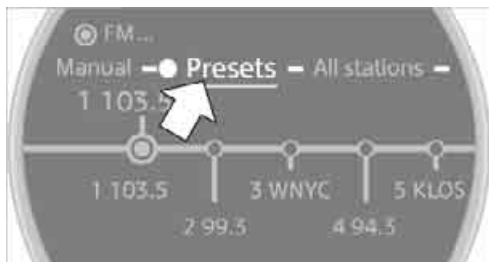 FM...
Manual Presets All stations
1 103.5
1 103.5 3 WNYC 5 KLOS
2 99.3 4 94.3